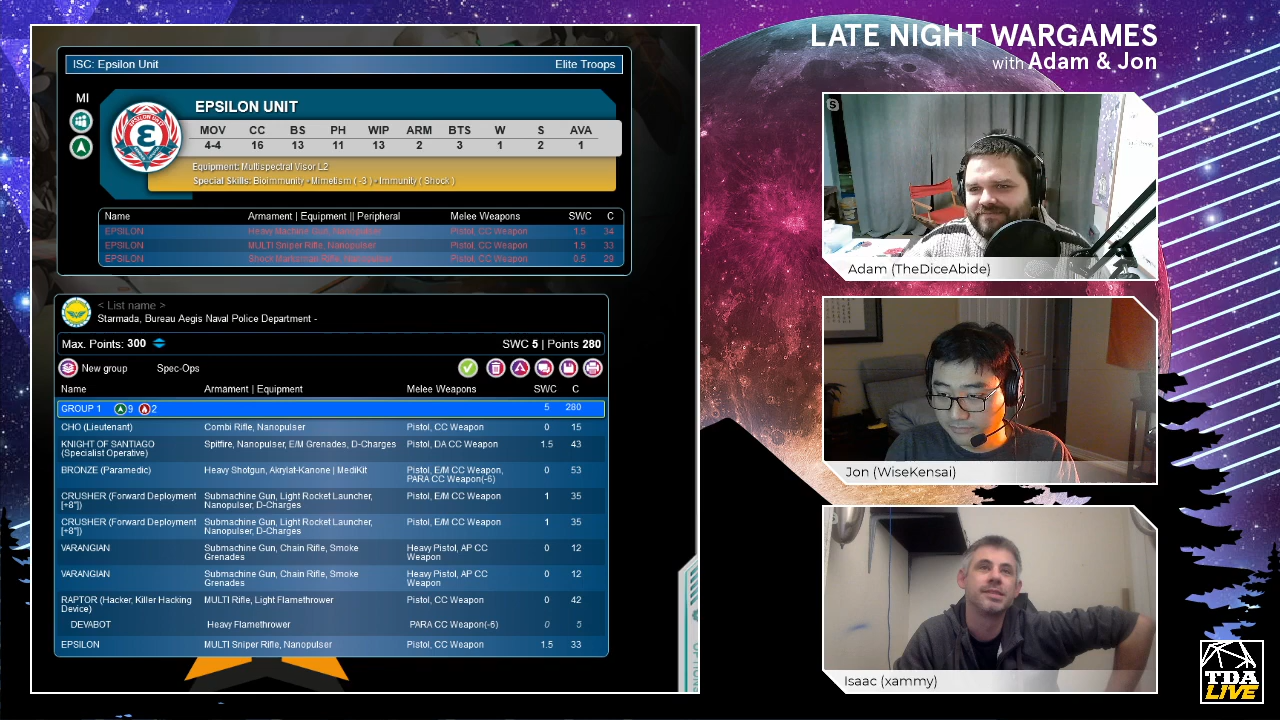 LATE NIGHT WARGAMES
with Adam & Jon
ISC: Epsilon Unit Elite Troops
MI
EPSILON UNIT
MOV CC BS PH WIP ARM BTS W S AVA
4-4 16 13 11 13 2 3 1 2 1
Equipment: Multispectral Visor L2
Special Skills: Bioimmunity - Mimetism ( -3 ) - Immunity ( Shock )
Name Armament | Equipment || Peripheral Melee Weapons SWC C
EPSILON Heavy Machine Gun, Nanopulser Pistol, CC Weapon 1.5 34
EPSILON MULTI Sniper Rifle, Nanopulser Pistol, CC Weapon 1.5 33
EPSILON Shock Marksman Rifle, Nanopulser Pistol, CC Weapon 0.5 29
< List name >
Starmada, Bureau Aegis Naval Police Department -
Max. Points: 300 SWC 5 | Points 280
New group Spec-Ops
Name Armament | Equipment Melee Weapons SWC C
GROUP 1 9 2 5 280
CHO (Lieutenant) Combi Rifle, Nanopulser Pistol, CC Weapon 0 15
KNIGHT OF SANTIAGO Spitfire, Nanopulser, E/M Grenades, D-Charges Pistol, DA CC Weapon 1.5 43
(Specialist Operative)
BRONZE (Paramedic) Heavy Shotgun, Akrylat-Kanone | MediKit Pistol, E/M CC Weapon, 0 53
PARA CC Weapon(-6)
CRUSHER (Forward Deployment Submachine Gun, Light Rocket Launcher, Pistol, E/M CC Weapon 1 35
[+8"]) Nanopulser, D-Charges
CRUSHER (Forward Deployment Submachine Gun, Light Rocket Launcher, Pistol, E/M CC Weapon 1 35
[+8"]) Nanopulser, D-Charges
VARANGIAN Submachine Gun, Chain Rifle, Smoke Heavy Pistol, AP CC 0 12
Grenades Weapon
VARANGIAN Submachine Gun, Chain Rifle, Smoke Heavy Pistol, AP CC 0 12
Grenades Weapon
RAPTOR (Hacker, Killer Hacking MULTI Rifle, Light Flamethrower Pistol, CC Weapon 0 42
Device)
DEVABOT Heavy Flamethrower PARA CC Weapon(-6) 0 5
EPSILON MULTI Sniper Rifle, Nanopulser Pistol, CC Weapon 1.5 33
Adam (TheDiceAbide)
Jon (WiseKensai)
Isaac (xammy)
TDA
LIVE